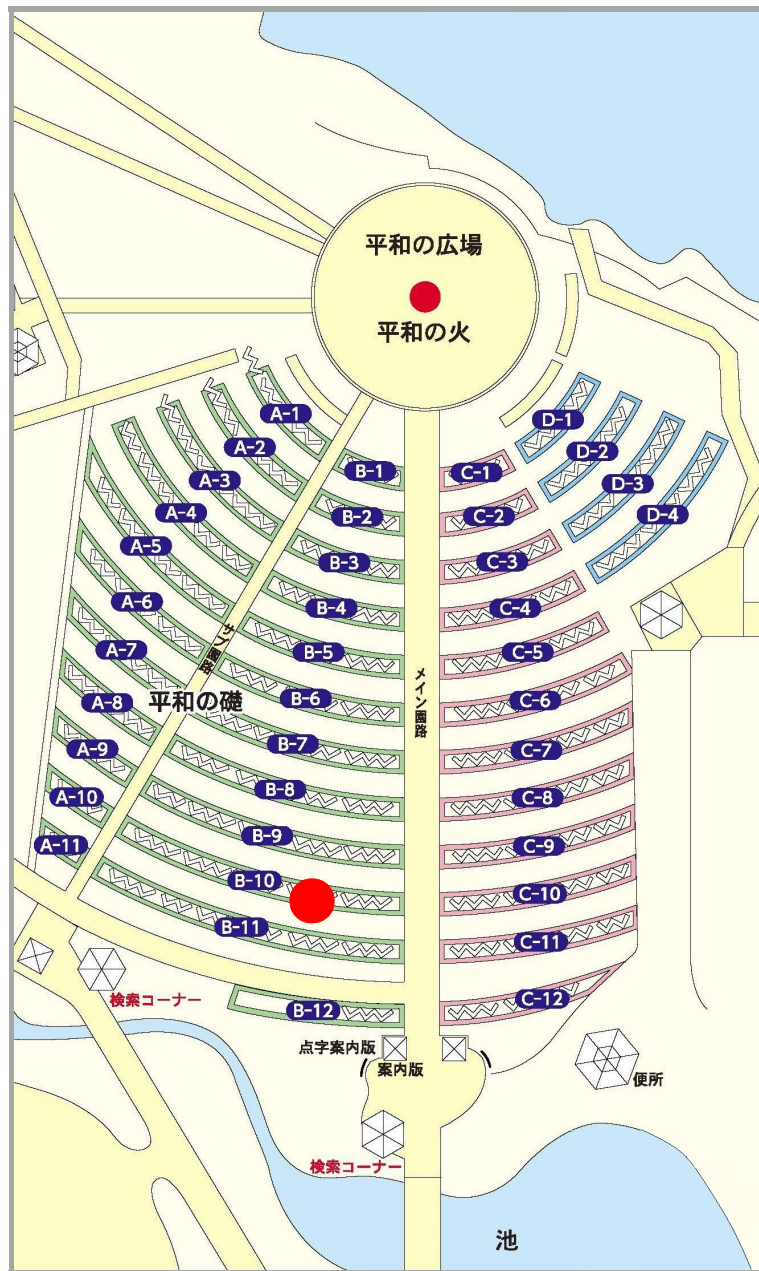 平和の広場
平和の火
A-1
A-2
A-3
A-4
A-5
A-6
A-7
A-8
A-9
A-10
A-11
B-1
B-2
B-3
B-4
B-5
B-6
B-7
B-8
B-9
B-10
B-11
B-12
C-1
C-2
C-3
C-4
C-5
C-6
C-7
C-8
C-9
C-10
C-11
C-12
D-1
D-2
D-3
D-4
サブ園路
メイン園路
平和の礎
検索コーナー
点字案内版
案内版
便所
検索コーナー
池